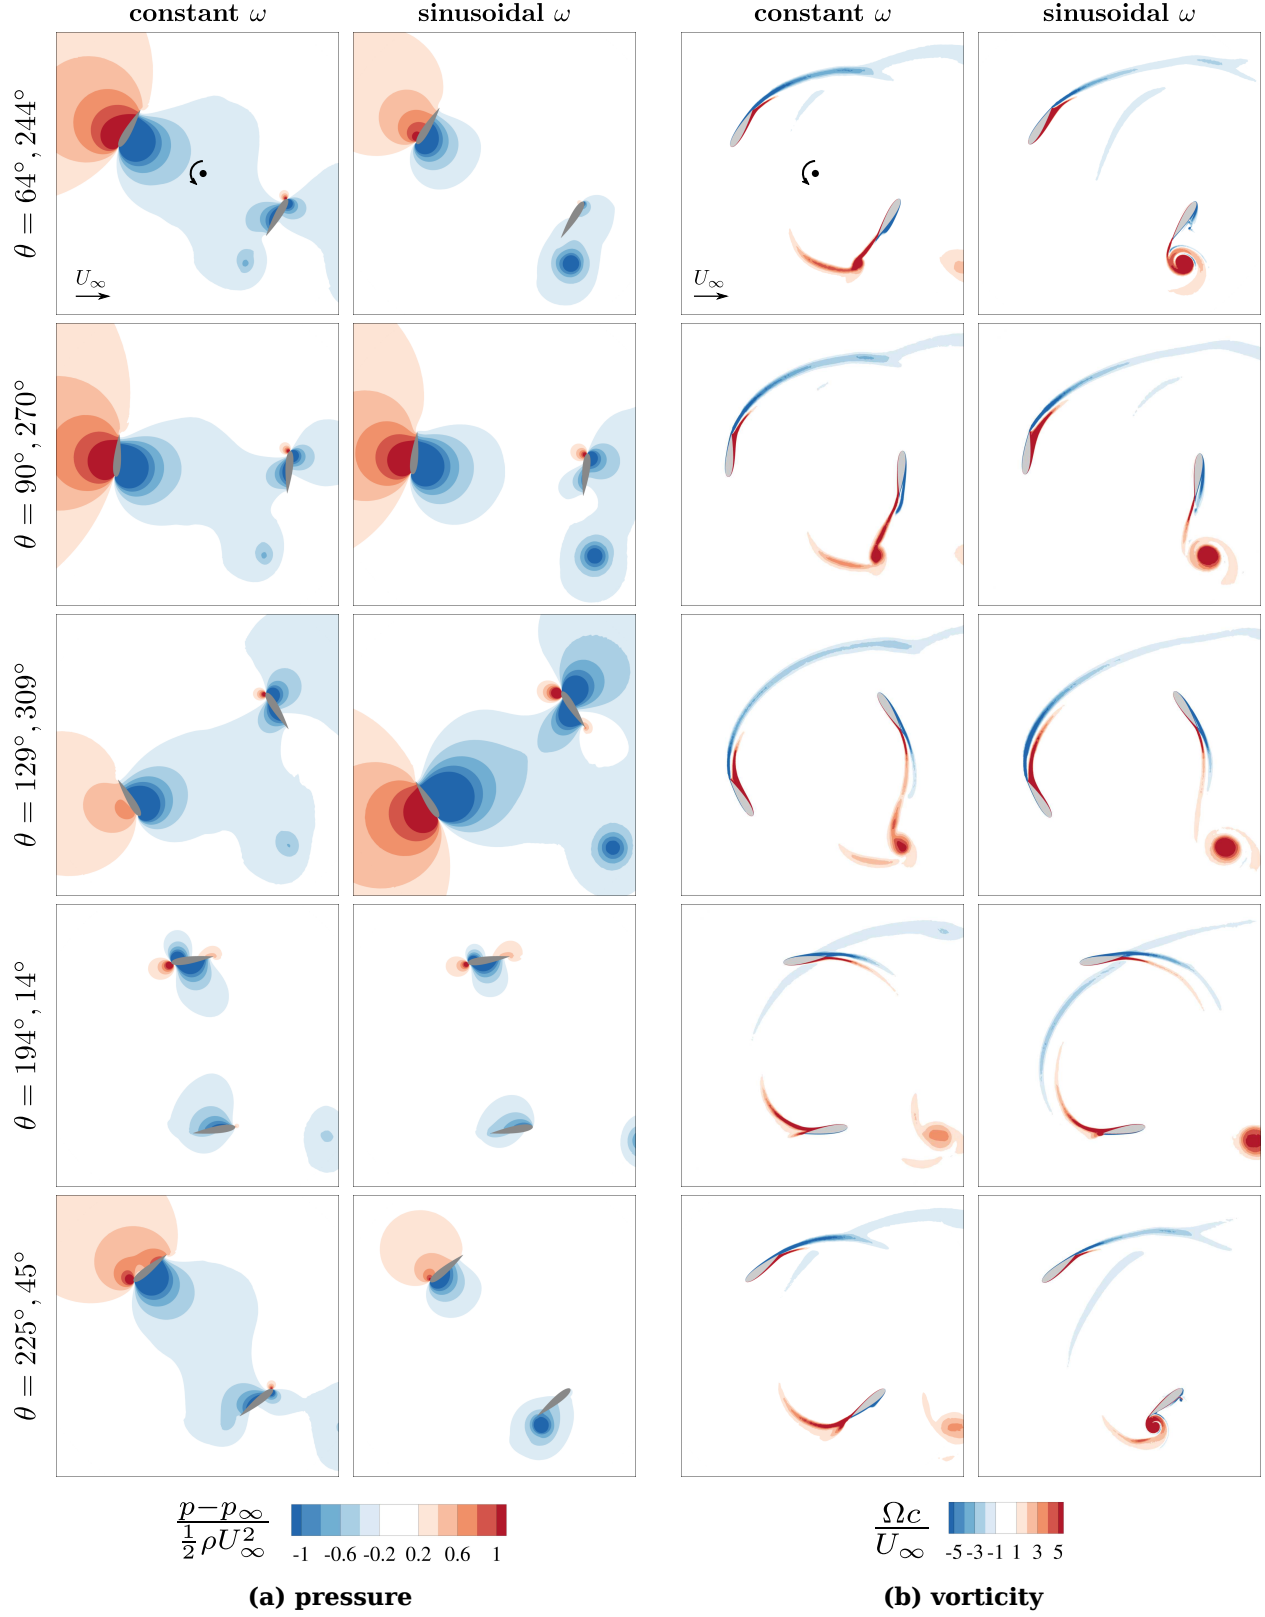 constant ω sinusoidal ω constant ω sinusoidal ω
θ = 64°, 244°
U∞ U∞
θ = 90°, 270°
θ = 129°, 309°
θ = 194°, 14°
θ = 225°, 45°
p−p∞
½ρU∞²
-1 -0.6 -0.2 0.2 0.6 1
Ωc
U∞
-5 -3 -1 1 3 5
(a) pressure (b) vorticity